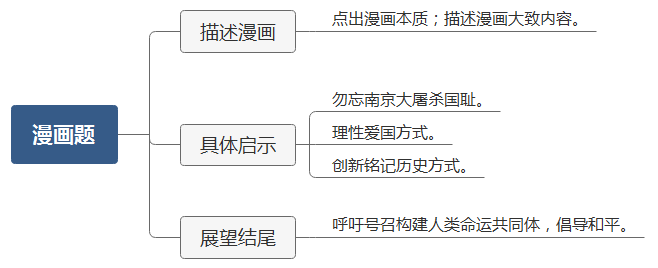 漫画题
描述漫画
点出漫画本质；描述漫画大致内容。
具体启示
勿忘南京大屠杀国耻。
理性爱国方式。
创新铭记历史方式。
展望结尾
呼吁号召构建人类命运共同体，倡导和平。